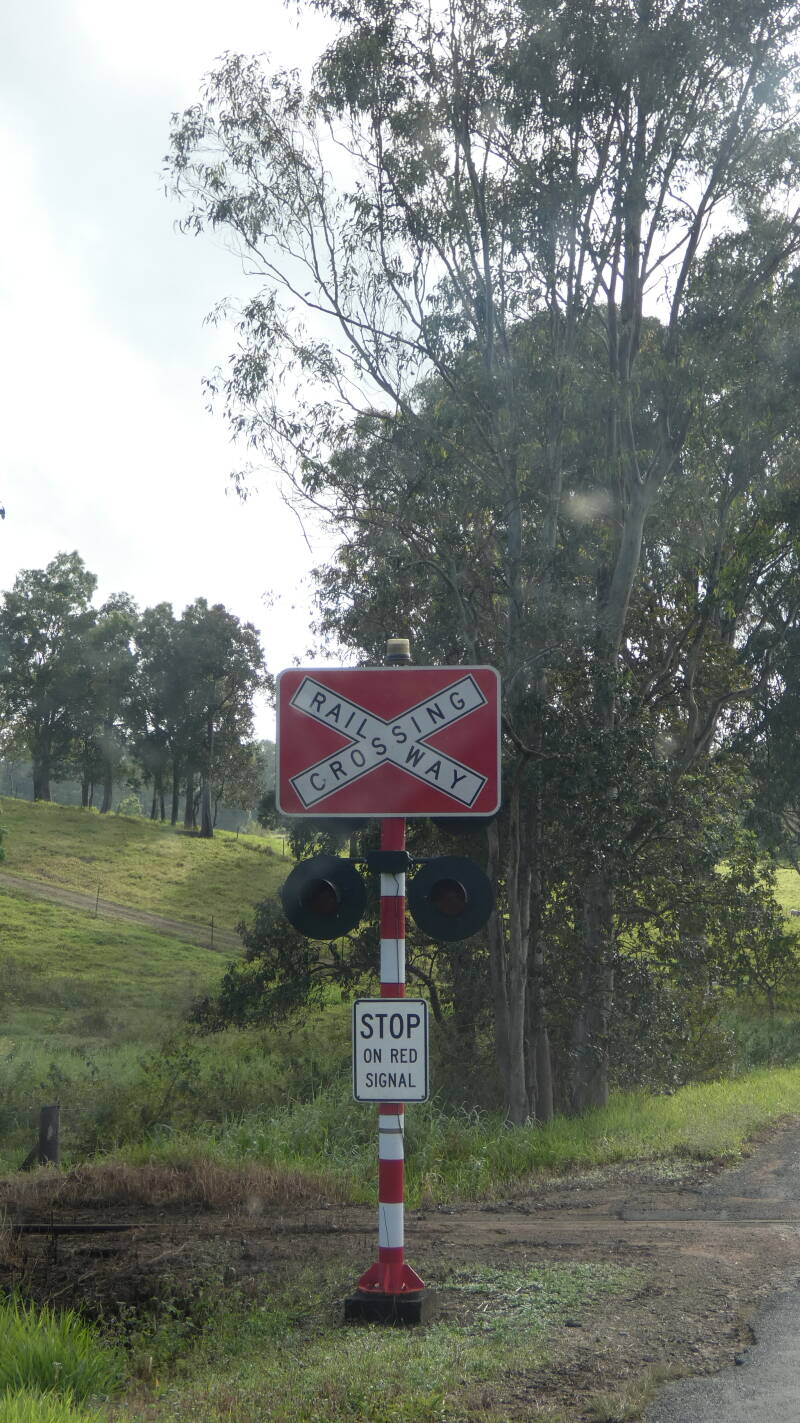 RAILWAY
CROSSING
STOP
ON RED
SIGNAL